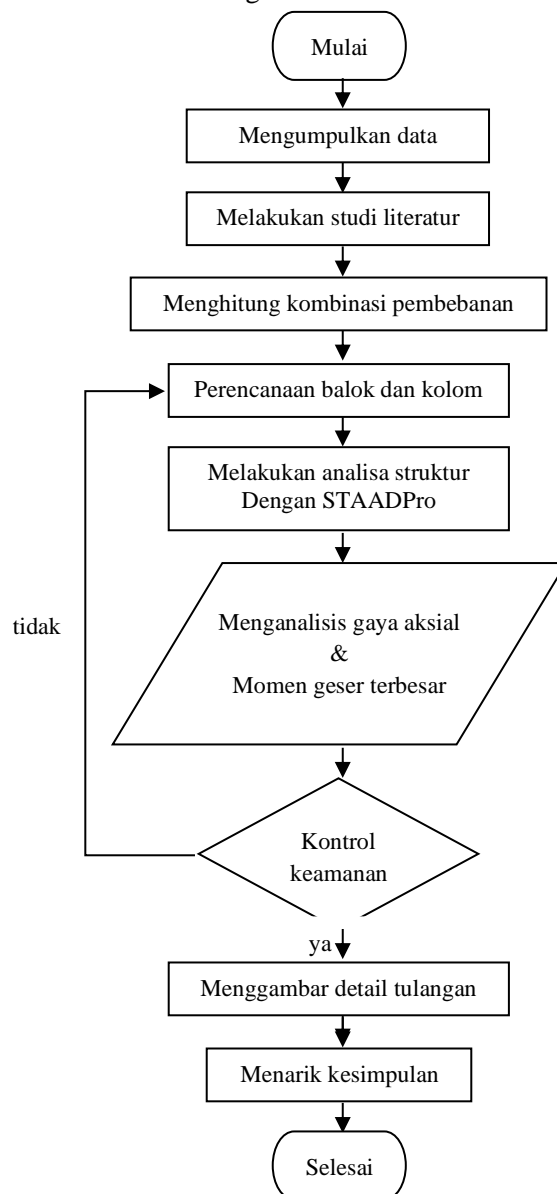 Mulai
Mengumpulkan data
Melakukan studi literatur
Menghitung kombinasi pembebanan
Perencanaan balok dan kolom
Melakukan analisa struktur
Dengan STAADPro
Menganalisis gaya aksial
&
Momen geser terbesar
tidak
Kontrol
keamanan
ya
Menggambar detail tulangan
Menarik kesimpulan
Selesai